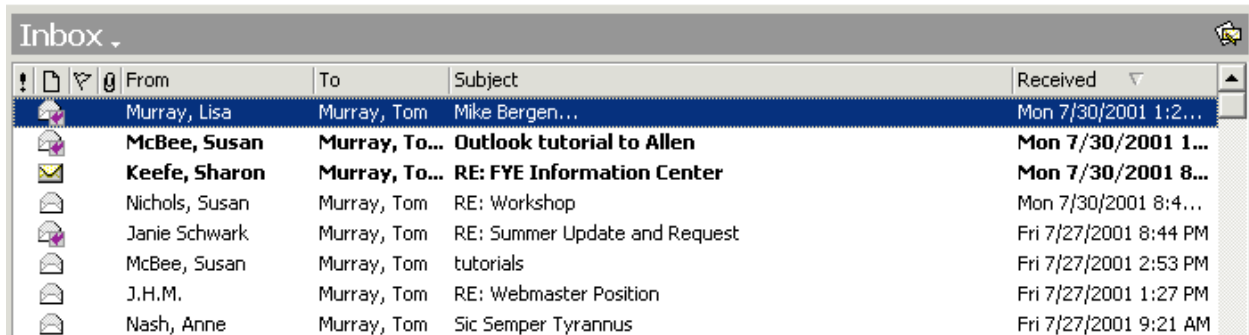 Inbox
! From To Subject Received
Murray, Lisa Murray, Tom Mike Bergen... Mon 7/30/2001 1:2...
McBee, Susan Murray, To... Outlook tutorial to Allen Mon 7/30/2001 1...
Keefe, Sharon Murray, To... RE: FYE Information Center Mon 7/30/2001 8...
Nichols, Susan Murray, Tom RE: Workshop Mon 7/30/2001 8:4...
Janie Schwark Murray, Tom RE: Summer Update and Request Fri 7/27/2001 8:44 PM
McBee, Susan Murray, Tom tutorials Fri 7/27/2001 2:53 PM
J.H.M. Murray, Tom RE: Webmaster Position Fri 7/27/2001 1:27 PM
Nash, Anne Murray, Tom Sic Semper Tyrannus Fri 7/27/2001 9:21 AM